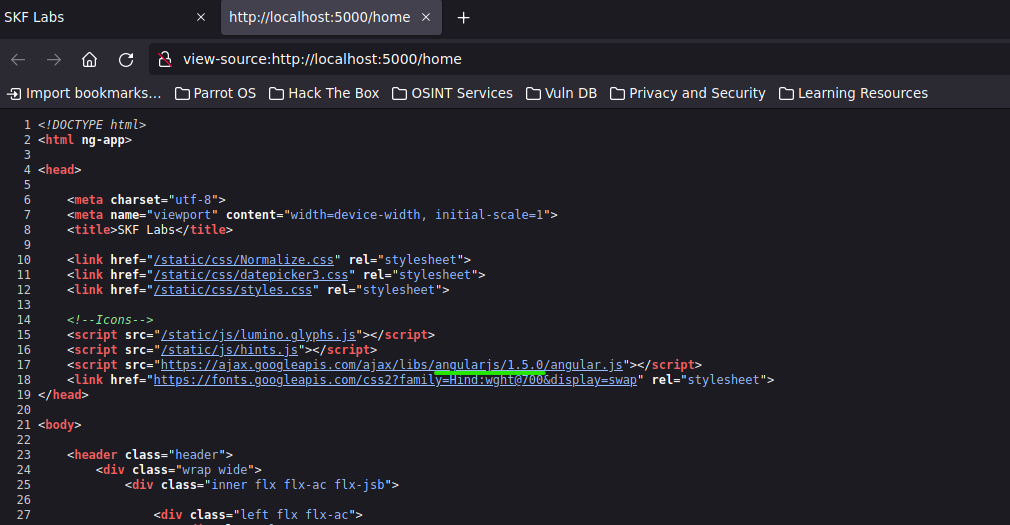 SKF Labs
http://localhost:5000/home
view-source:http://localhost:5000/home
Import bookmarks... Parrot OS Hack The Box OSINT Services Vuln DB Privacy and Security Learning Resources
1 <!DOCTYPE html>
2 <html ng-app>
3
4 <head>
5
6 <meta charset="utf-8">
7 <meta name="viewport" content="width=device-width, initial-scale=1">
8 <title>SKF Labs</title>
9
10 <link href="/static/css/Normalize.css" rel="stylesheet">
11 <link href="/static/css/datepicker3.css" rel="stylesheet">
12 <link href="/static/css/styles.css" rel="stylesheet">
13
14 <!--Icons-->
15 <script src="/static/js/lumino.glyphs.js"></script>
16 <script src="/static/js/hints.js"></script>
17 <script src="https://ajax.googleapis.com/ajax/libs/angularjs/1.5.0/angular.js"></script>
18 <link href="https://fonts.googleapis.com/css2?family=Hind:wght@700&display=swap" rel="stylesheet">
19 </head>
20
21 <body>
22
23 <header class="header">
24 <div class="wrap wide">
25 <div class="inner flx flx-ac flx-jsb">
26
27 <div class="left flx flx-ac">